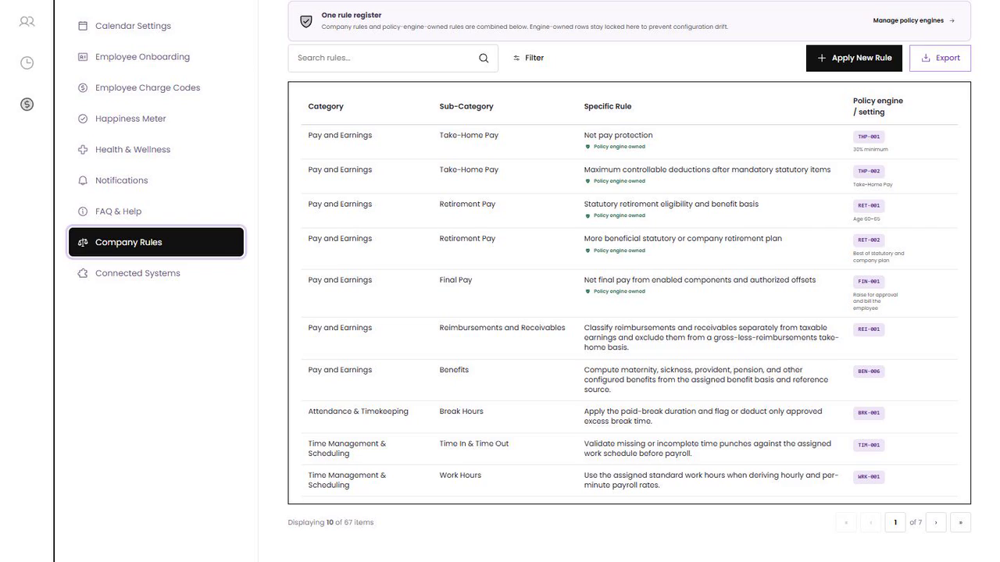 Calendar Settings
Employee Onboarding
Employee Charge Codes
Happiness Meter
Health & Wellness
Notifications
FAQ & Help
Company Rules
Connected Systems
One rule register
Company rules and policy-engine-owned rules are combined below. Engine-owned rows stay locked here to prevent configuration drift.
Manage policy engines →
Search rules...
Filter
+ Apply New Rule
Export
Category Sub-Category Specific Rule Policy engine
/ setting
Pay and Earnings Take-Home Pay Net pay protection THP-001
Policy engine owned 30% minimum
Pay and Earnings Take-Home Pay Maximum controllable deductions after mandatory statutory items THP-002
Policy engine owned Take-Home Pay
Pay and Earnings Retirement Pay Statutory retirement eligibility and benefit basis RET-001
Policy engine owned Age 60–65
Pay and Earnings Retirement Pay More beneficial statutory or company retirement plan RET-002
Policy engine owned Best of statutory and
company plan
Pay and Earnings Final Pay Net final pay from enabled components and authorized offsets FIN-001
Policy engine owned Raise for approval
and bill the
employee
Pay and Earnings Reimbursements and Receivables Classify reimbursements and receivables separately from taxable REI-001
earnings and exclude them from a gross-less-reimbursements take-
home basis.
Pay and Earnings Benefits Compute maternity, sickness, provident, pension, and other BEN-006
configured benefits from the assigned benefit basis and reference
source.
Attendance & Timekeeping Break Hours Apply the paid-break duration and flag or deduct only approved BRK-001
excess break time.
Time Management & Time In & Time Out Validate missing or incomplete time punches against the assigned TIM-001
Scheduling work schedule before payroll.
Time Management & Work Hours Use the assigned standard work hours when deriving hourly and per- WRK-001
Scheduling minute payroll rates.
Displaying 10 of 67 items
« ‹ 1 of 7 › »